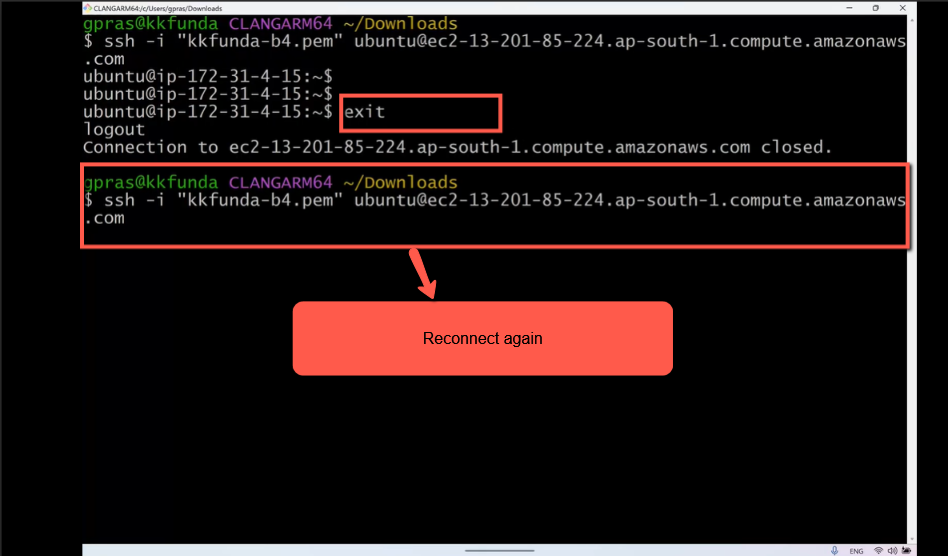 CLANGARM64:/c/Users/gpras/Downloads
gpras@kkfunda CLANGARM64 ~/Downloads
$ ssh -i "kkfunda-b4.pem" ubuntu@ec2-13-201-85-224.ap-south-1.compute.amazonaws
.com
ubuntu@ip-172-31-4-15:~$
ubuntu@ip-172-31-4-15:~$
ubuntu@ip-172-31-4-15:~$ exit
logout
Connection to ec2-13-201-85-224.ap-south-1.compute.amazonaws.com closed.
gpras@kkfunda CLANGARM64 ~/Downloads
$ ssh -i "kkfunda-b4.pem" ubuntu@ec2-13-201-85-224.ap-south-1.compute.amazonaws
.com
Reconnect again
ENG